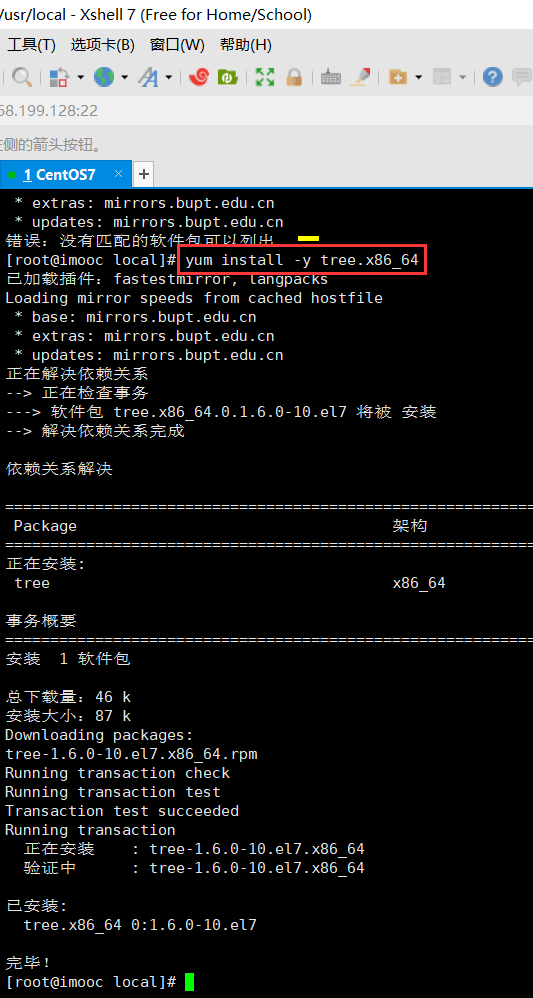 /usr/local - Xshell 7 (Free for Home/School)
工具(T) 选项卡(B) 窗口(W) 帮助(H)
58.199.128:22
侧的箭头按钮。
1 CentOS7 × +
* extras: mirrors.bupt.edu.cn
* updates: mirrors.bupt.edu.cn
错误：没有匹配的软件包可以列出
[root@imooc local]# yum install -y tree.x86_64
已加载插件：fastestmirror, langpacks
Loading mirror speeds from cached hostfile
* base: mirrors.bupt.edu.cn
* extras: mirrors.bupt.edu.cn
* updates: mirrors.bupt.edu.cn
正在解决依赖关系
--> 正在检查事务
---> 软件包 tree.x86_64.0.1.6.0-10.el7 将被 安装
--> 解决依赖关系完成
依赖关系解决
================================================================
Package 架构
================================================================
正在安装:
tree x86_64
事务概要
================================================================
安装 1 软件包
总下载量：46 k
安装大小：87 k
Downloading packages:
tree-1.6.0-10.el7.x86_64.rpm
Running transaction check
Running transaction test
Transaction test succeeded
Running transaction
正在安装 : tree-1.6.0-10.el7.x86_64
验证中 : tree-1.6.0-10.el7.x86_64
已安装:
tree.x86_64 0:1.6.0-10.el7
完毕！
[root@imooc local]#